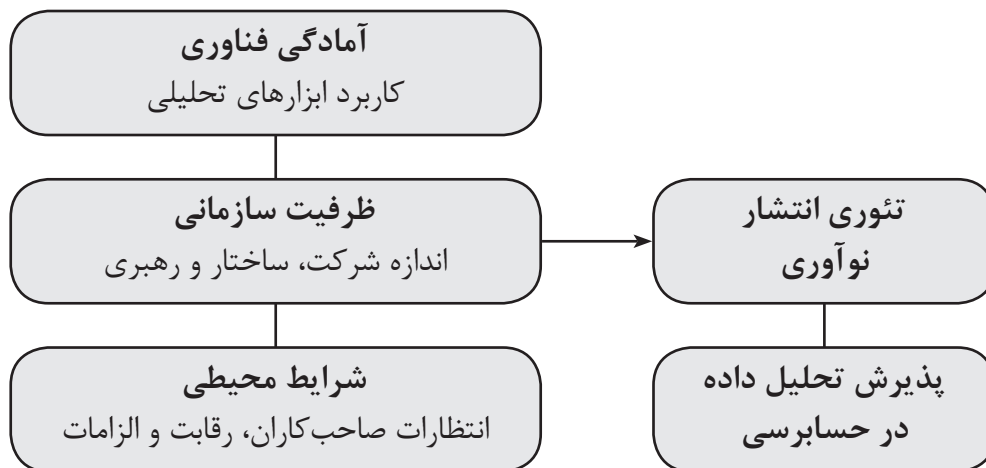 آمادگی فناوری
کاربرد ابزارهای تحلیلی
ظرفیت سازمانی
اندازه شرکت، ساختار و رهبری
شرایط محیطی
انتظارات صاحب‌کاران، رقابت و الزامات
تئوری انتشار
نوآوری
پذیرش تحلیل داده
در حسابرسی